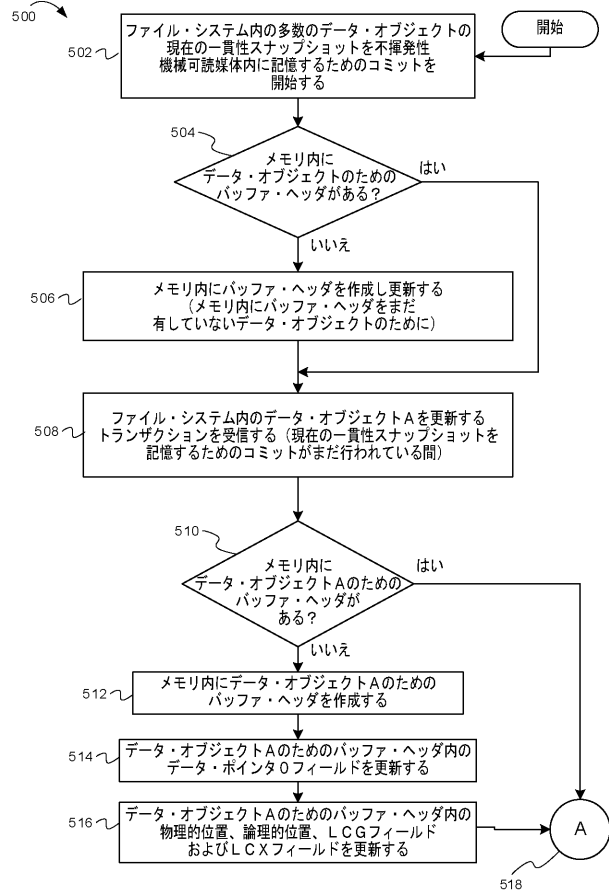 500
開始
502
ファイル・システム内の多数のデータ・オブジェクトの
現在の一貫性スナップショットを不揮発性
機械可読媒体内に記憶するためのコミットを
開始する
504
メモリ内に
データ・オブジェクトのための
バッファ・ヘッダがある?
はい
いいえ
506
メモリ内にバッファ・ヘッダを作成し更新する
(メモリ内にバッファ・ヘッダをまだ
有していないデータ・オブジェクトのために)
508
ファイル・システム内のデータ・オブジェクトAを更新する
トランザクションを受信する(現在の一貫性スナップショットを
記憶するためのコミットがまだ行われている間)
510
メモリ内に
データ・オブジェクトAのための
バッファ・ヘッダが
ある?
はい
いいえ
512
メモリ内にデータ・オブジェクトAのための
バッファ・ヘッダを作成する
514
データ・オブジェクトAのためのバッファ・ヘッダ内の
データ・ポインタ0フィールドを更新する
516
データ・オブジェクトAのためのバッファ・ヘッダ内の
物理的位置、論理的位置、LCGフィールド
およびLCXフィールドを更新する
A
518